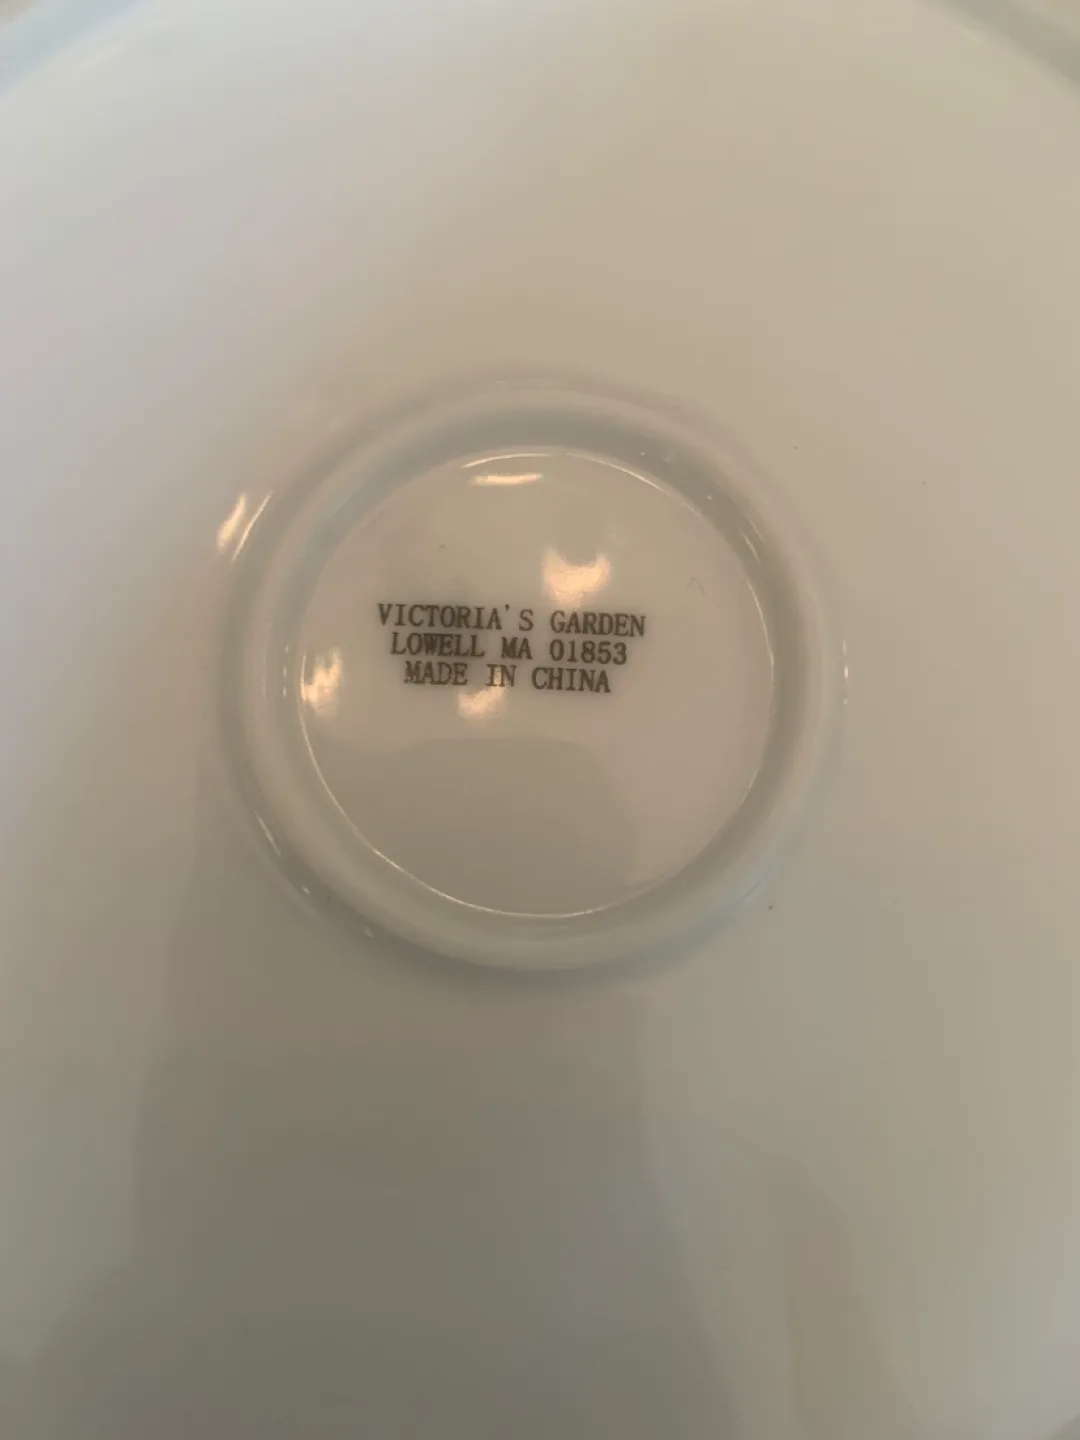 VICTORIA'S GARDEN
LOWELL MA 01853
MADE IN CHINA